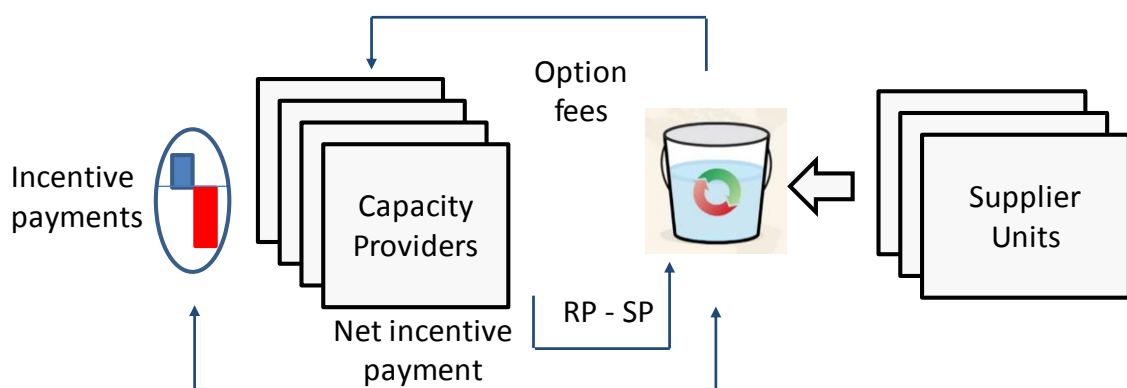 Option
fees
Incentive
payments
Capacity
Providers
Supplier
Units
RP - SP
Net incentive
payment